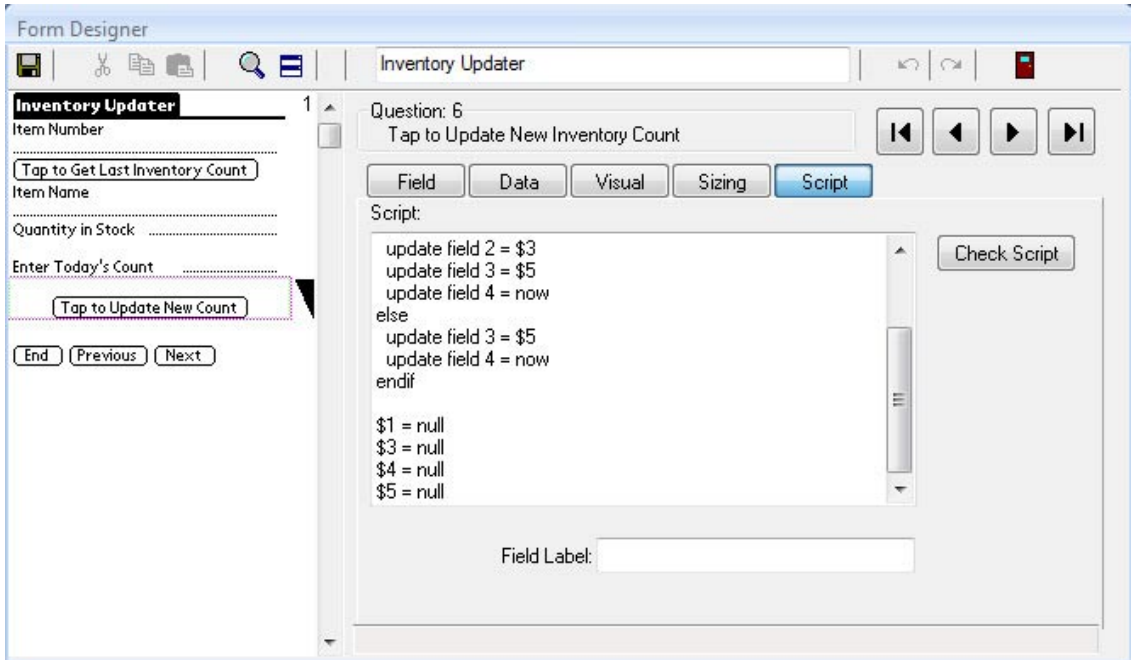 Form Designer
Inventory Updater
Inventory Updater 1
Item Number
Tap to Get Last Inventory Count
Item Name
Quantity in Stock
Enter Today's Count
Tap to Update New Count
End Previous Next
Question: 6
Tap to Update New Inventory Count
Field Data Visual Sizing Script
Script:
update field 2 = $3
update field 3 = $5
update field 4 = now
else
update field 3 = $5
update field 4 = now
endif
$1 = null
$3 = null
$4 = null
$5 = null
Check Script
Field Label: